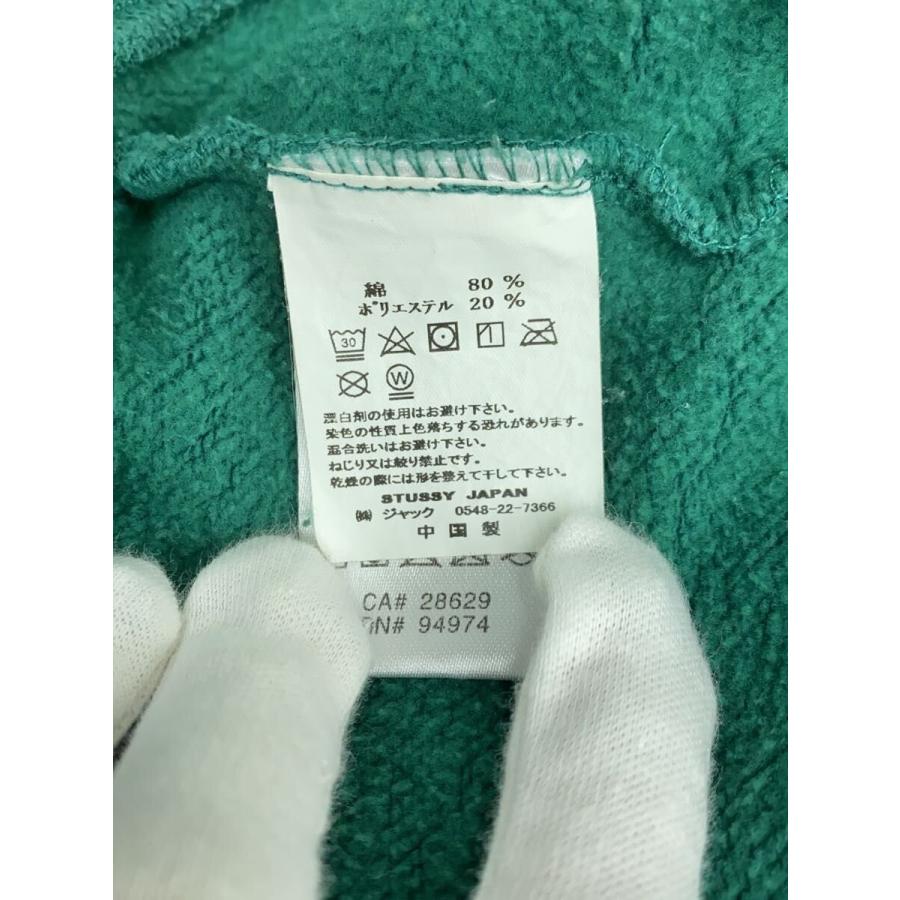 綿 80 %
ポリエステル 20 %
30
W
漂白剤の使用はお避け下さい。
染色の性質上色落ちする恐れがあります。
混合洗いはお避け下さい。
ねじり又は絞り禁止です。
乾燥の際には形を整えて干して下さい。
STUSSY JAPAN
㈱ ジャック 0548-22-7366
中国製
CA# 28629
RN# 94974